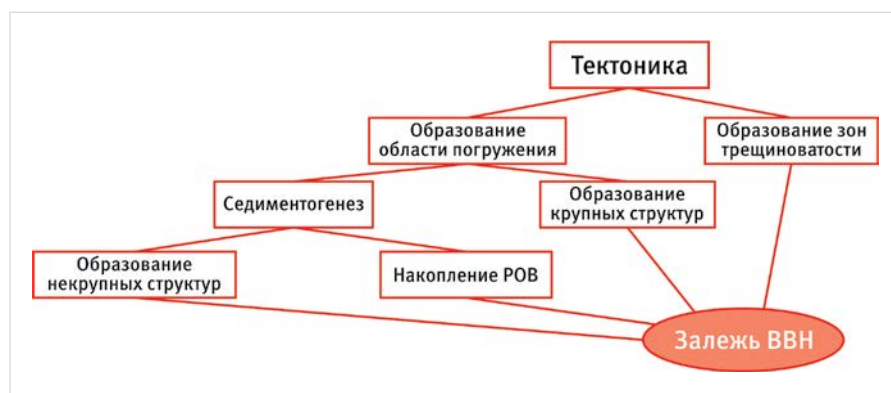 Тектоника
Образование
области погружения
Образование зон
трещиноватости
Седиментогенез
Образование
крупных структур
Образование
некрупных структур
Накопление РОВ
Залежь ВВН